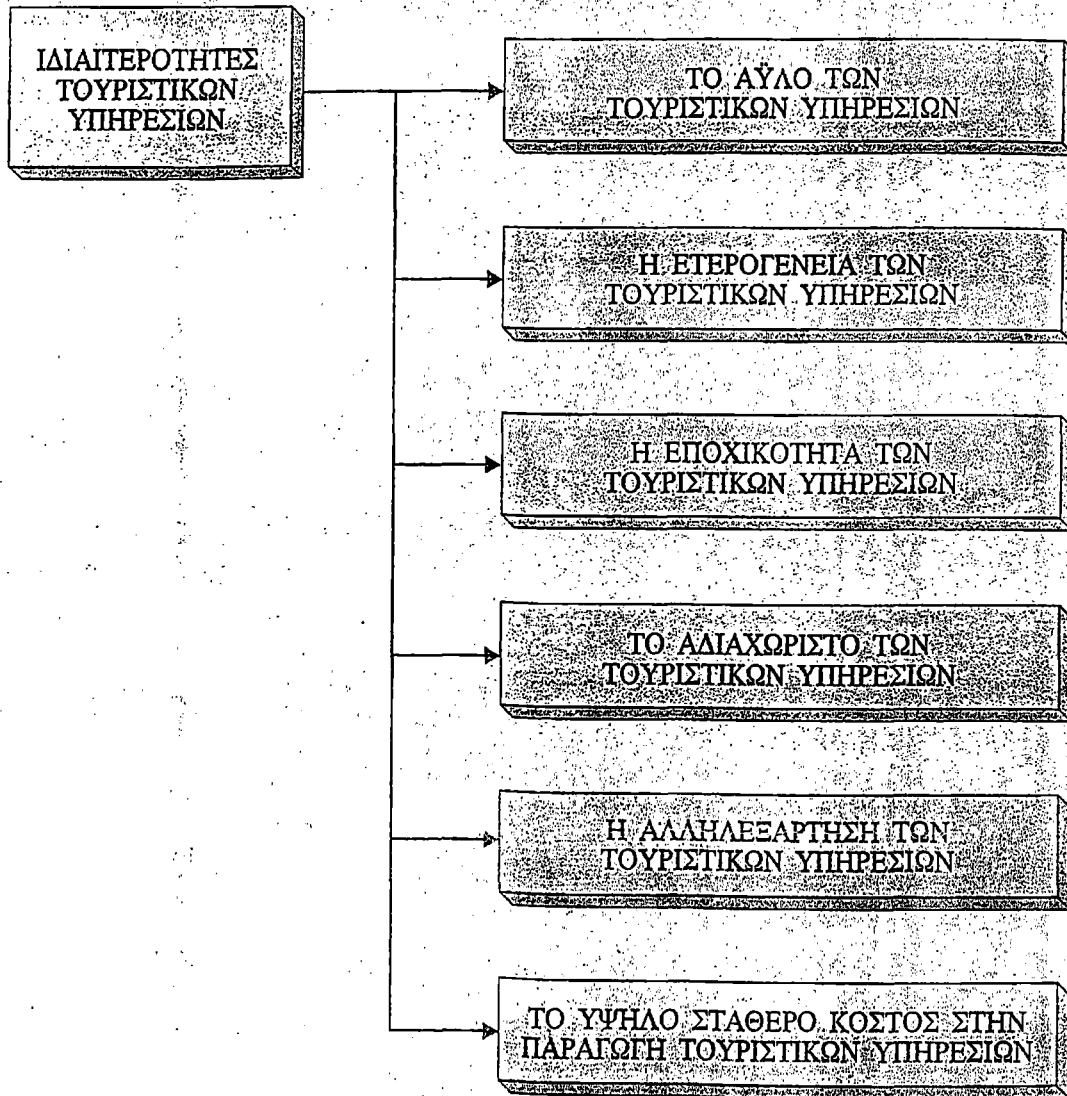 ΙΔΙΑΙΤΕΡΟΤΗΤΕΣ
ΤΟΥΡΙΣΤΙΚΩΝ
ΥΠΗΡΕΣΙΩΝ
ΤΟ ΑΫΛΟ ΤΩΝ
ΤΟΥΡΙΣΤΙΚΩΝ ΥΠΗΡΕΣΙΩΝ
Η ΕΤΕΡΟΓΕΝΕΙΑ ΤΩΝ
ΤΟΥΡΙΣΤΙΚΩΝ ΥΠΗΡΕΣΙΩΝ
Η ΕΠΟΧΙΚΟΤΗΤΑ ΤΩΝ
ΤΟΥΡΙΣΤΙΚΩΝ ΥΠΗΡΕΣΙΩΝ
ΤΟ ΑΔΙΑΧΩΡΙΣΤΟ ΤΩΝ
ΤΟΥΡΙΣΤΙΚΩΝ ΥΠΗΡΕΣΙΩΝ
Η ΑΛΛΗΛΕΞΑΡΤΗΣΗ ΤΩΝ
ΤΟΥΡΙΣΤΙΚΩΝ ΥΠΗΡΕΣΙΩΝ
ΤΟ ΥΨΗΛΟ ΣΤΑΘΕΡΟ ΚΟΣΤΟΣ ΣΤΗΝ
ΠΑΡΑΓΩΓΗ ΤΟΥΡΙΣΤΙΚΩΝ ΥΠΗΡΕΣΙΩΝ